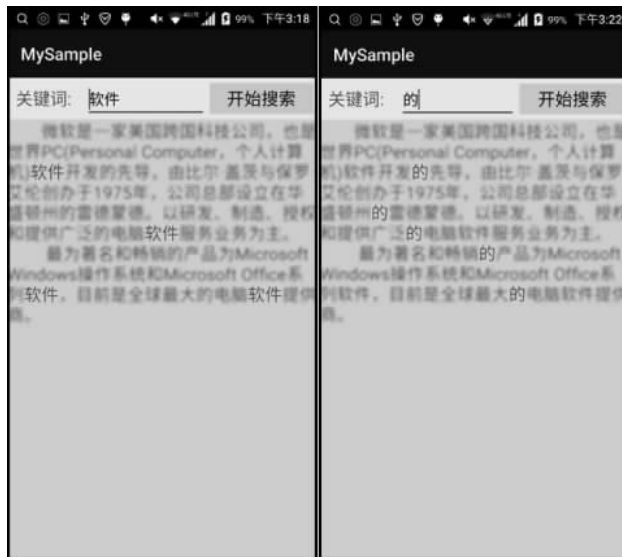 99% 下午3:18
MySample
关键词: 软件 开始搜索
微软是一家美国跨国科技公司，也是
世界PC(Personal Computer，个人计算
机)软件开发的先导，由比尔·盖茨与保罗
艾伦创办于1975年，公司总部设立在华
盛顿州的雷德蒙德。以研发、制造、授权
和提供广泛的电脑软件服务业务为主。
最为著名和畅销的产品为Microsoft
Windows操作系统和Microsoft Office系
列软件，目前是全球最大的电脑软件提供
商。
99% 下午3:22
MySample
关键词: 的 开始搜索
微软是一家美国跨国科技公司，也是
世界PC(Personal Computer，个人计算
机)软件开发的先导，由比尔·盖茨与保罗
艾伦创办于1975年，公司总部设立在华
盛顿州的雷德蒙德。以研发、制造、授权
和提供广泛的电脑软件服务业务为主。
最为著名和畅销的产品为Microsoft
Windows操作系统和Microsoft Office系
列软件，目前是全球最大的电脑软件提供
商。